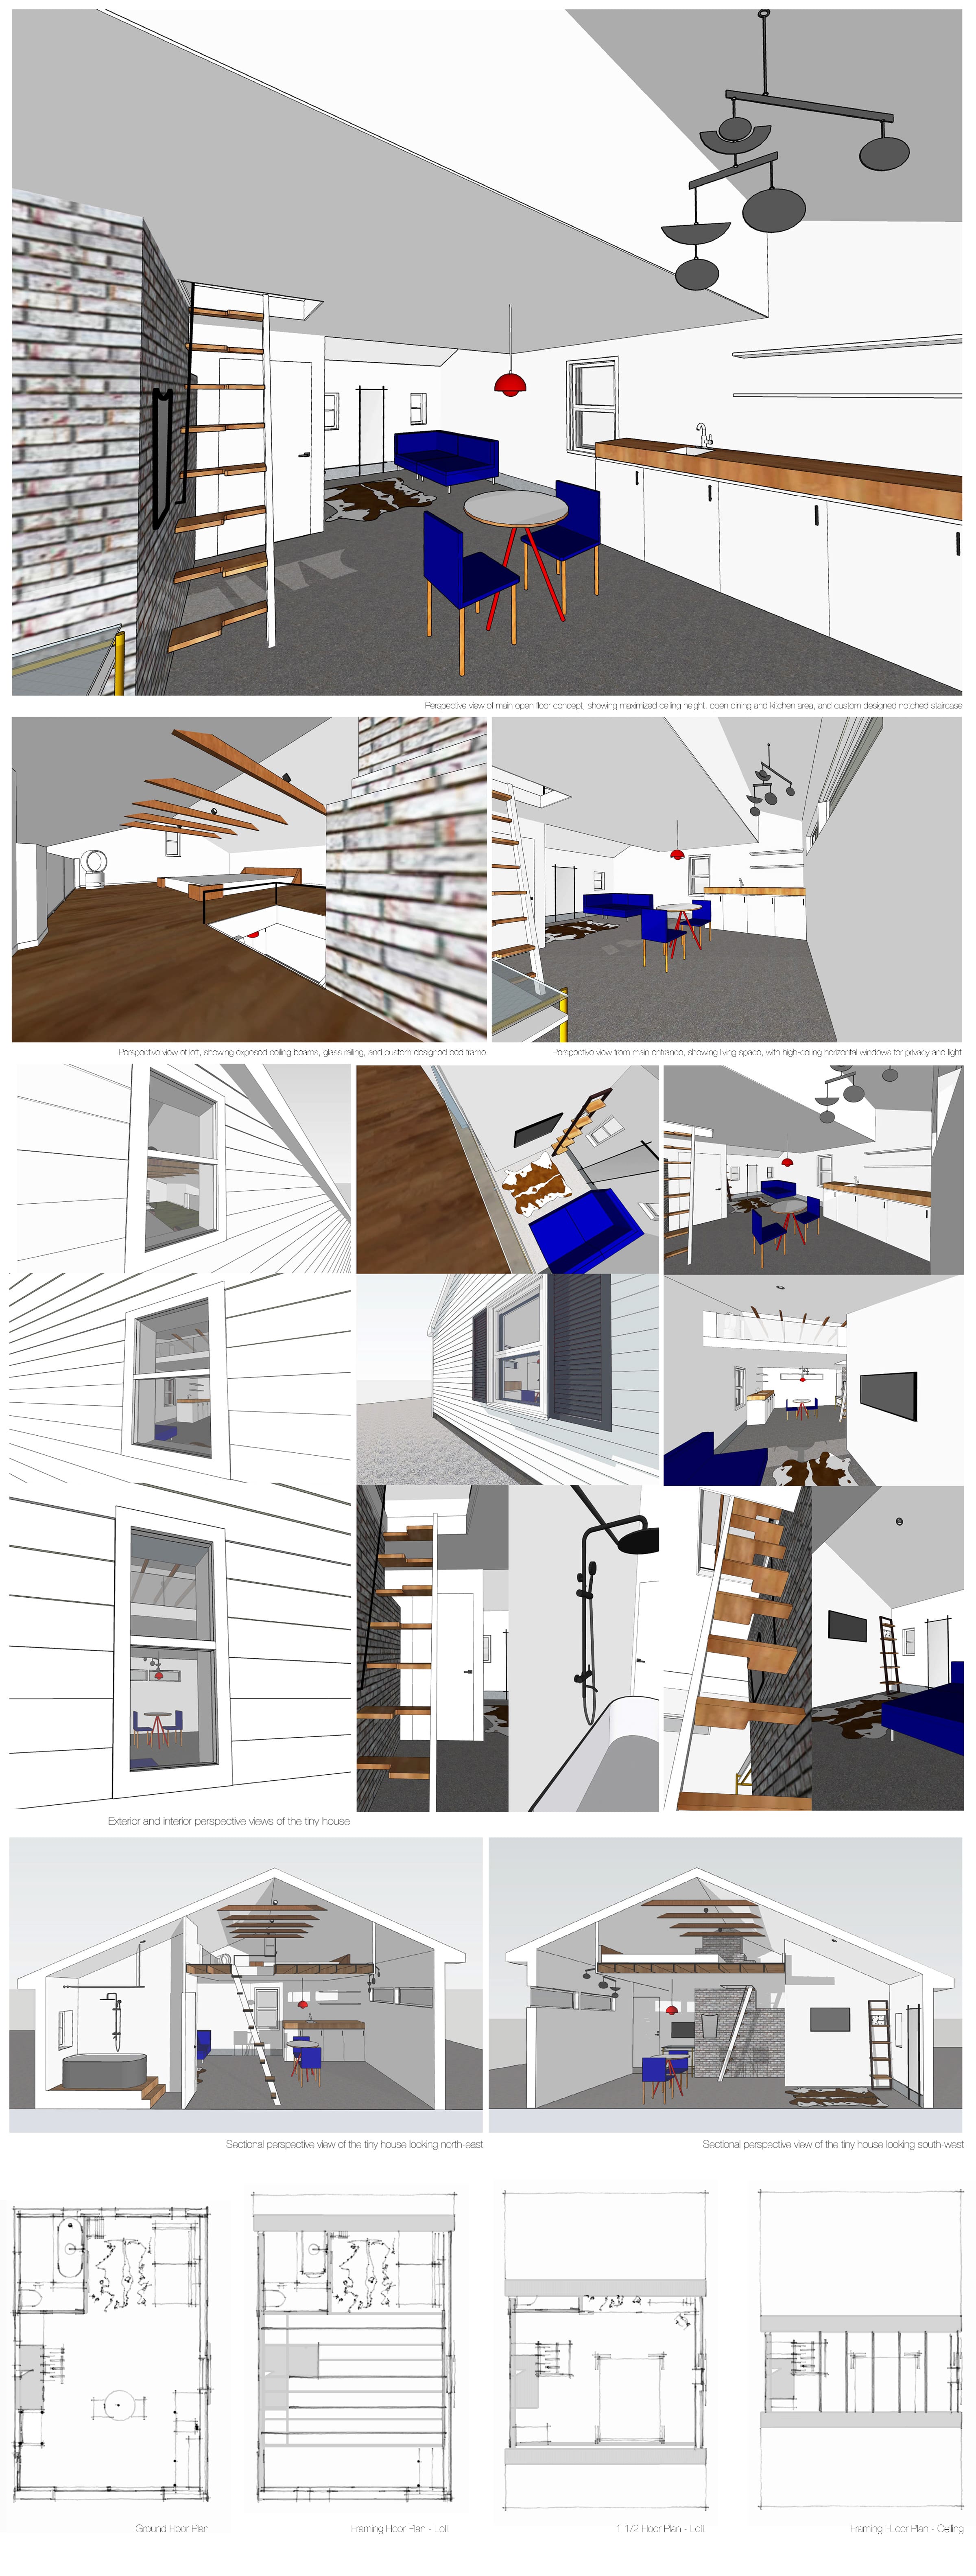 Perspective view of main open floor concept, showing maximized ceiling height, open dining and kitchen area, and custom designed notched staircase
Perspective view of loft, showing exposed ceiling beams, glass railing, and custom designed bed frame
Perspective view from main entrance, showing living space, with high-ceiling horizontal windows for privacy and light
Exterior and interior perspective views of the tiny house
Sectional perspective view of the tiny house looking north-east
Sectional perspective view of the tiny house looking south-west
Ground Floor Plan
Framing Floor Plan - Loft
1 1/2 Floor Plan - Loft
Framing FLoor Plan - Ceiling